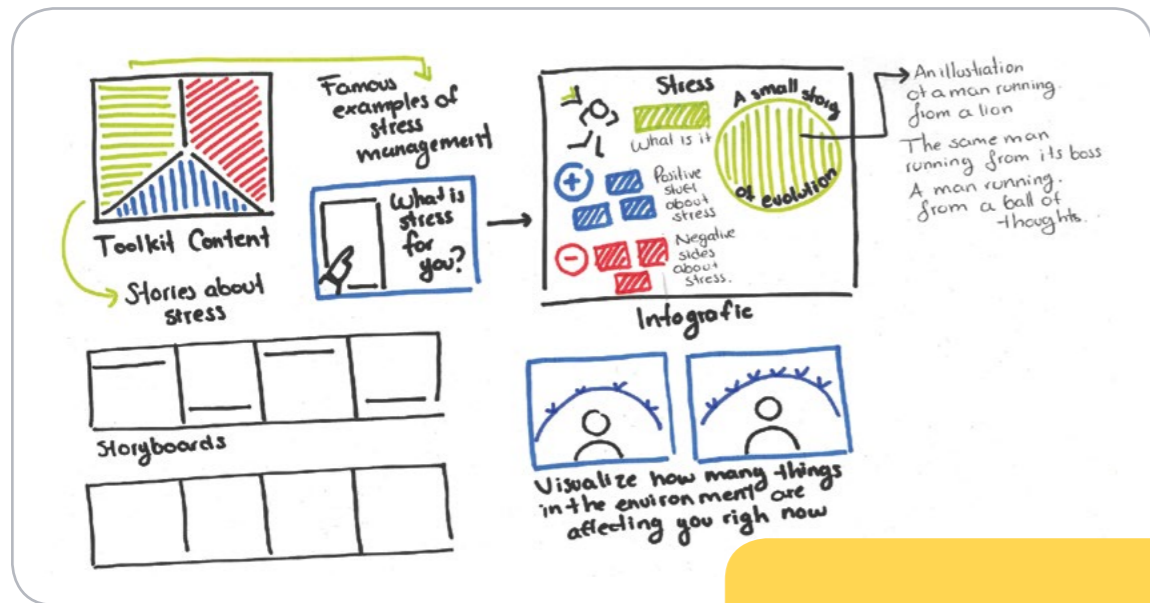 Toolkit Content
Stories about
stress
Storyboards
Famous
examples of
stress
management
What is
stress
for
you?
Stress
What is it
A small story
of evolution
Positive
stuff
about
stress
Negative
sides
about
stress.
Infografic
An illustration
of a man running
from a lion
The same man
running from its boss
A man running.
from a ball of
thoughts.
Visualize how many things
in the environment are
affecting you righ now